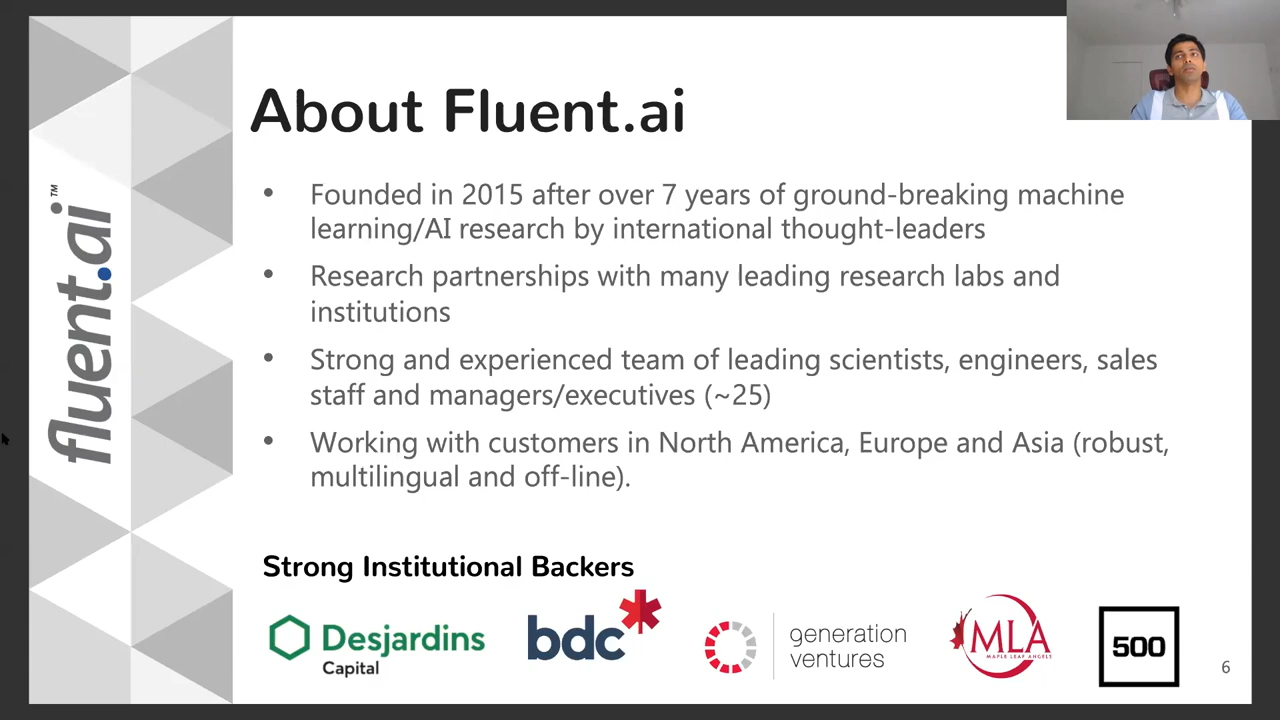 About Fluent.ai
fluent.ai™
• Founded in 2015 after over 7 years of ground-breaking machine
learning/AI research by international thought-leaders
• Research partnerships with many leading research labs and
institutions
• Strong and experienced team of leading scientists, engineers, sales
staff and managers/executives (~25)
• Working with customers in North America, Europe and Asia (robust,
multilingual and off-line).
Strong Institutional Backers
Desjardins
Capital
bdc
generation
ventures
MLA
MAPLE LEAF ANGELS
500
6